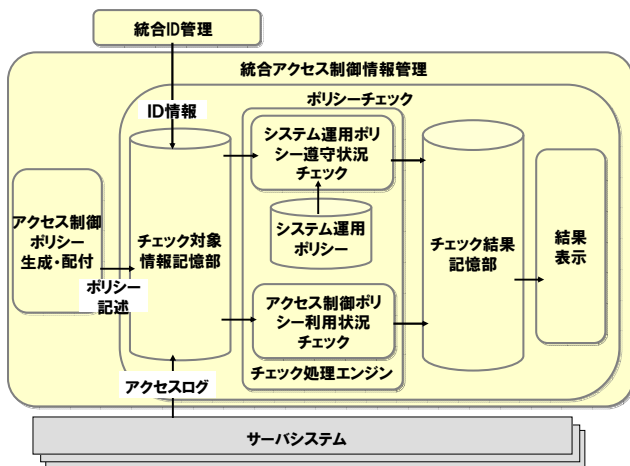 統合ID管理
統合アクセス制御情報管理
ID情報
ポリシーチェック
システム運用ポリ
シー遵守状況
チェック
アクセス制御
ポリシー
生成・配付
ポリシー
記述
チェック対象
情報記憶部
システム運用
ポリシー
チェック結果
記憶部
結果
表示
アクセス制御ポリ
シー利用状況
チェック
チェック処理エンジン
アクセスログ
サーバシステム